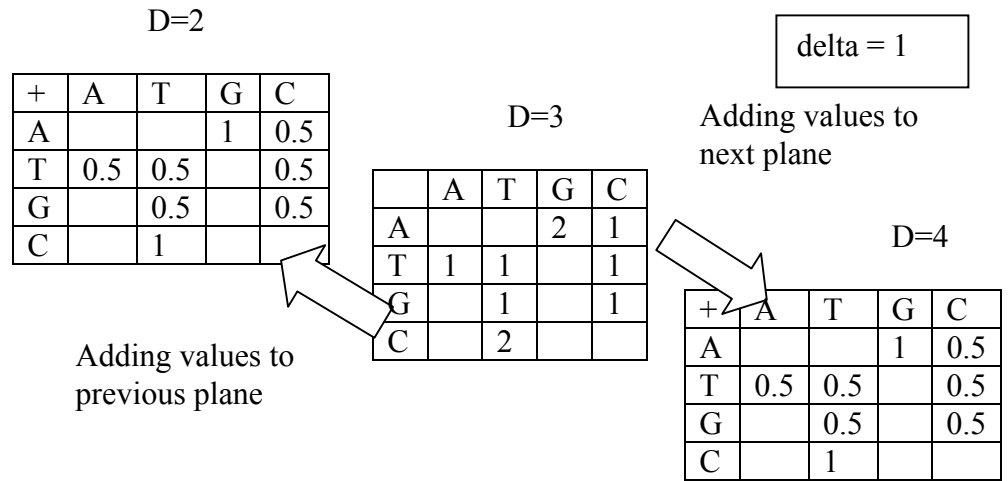 D=2
delta = 1
+ A T G C
A 1 0.5
T 0.5 0.5 0.5
G 0.5 0.5
C 1
D=3
Adding values to
next plane
A T G C
A 2 1
T 1 1 1
G 1 1
C 2
D=4
+ A T G C
A 1 0.5
T 0.5 0.5 0.5
G 0.5 0.5
C 1
Adding values to
previous plane